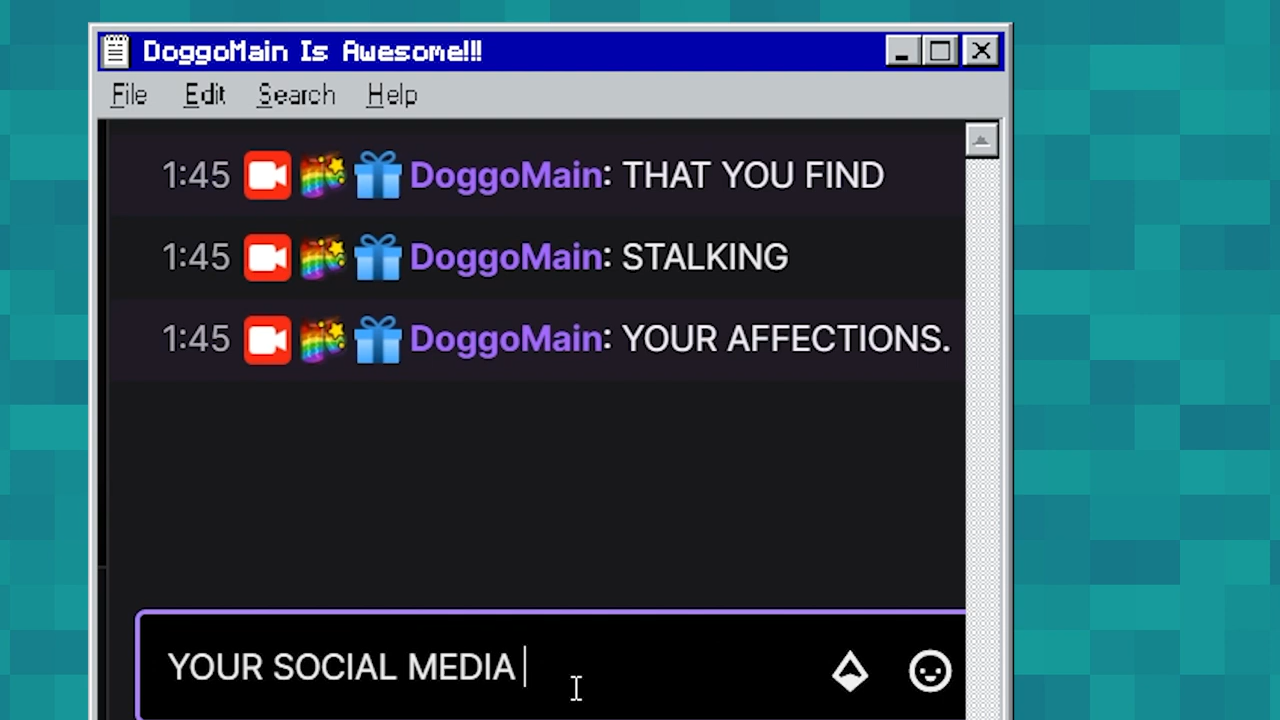 DoggoMain Is Awesome!!!
File Edit Search Help
1:45 DoggoMain: THAT YOU FIND
1:45 DoggoMain: STALKING
1:45 DoggoMain: YOUR AFFECTIONS.
YOUR SOCIAL MEDIA